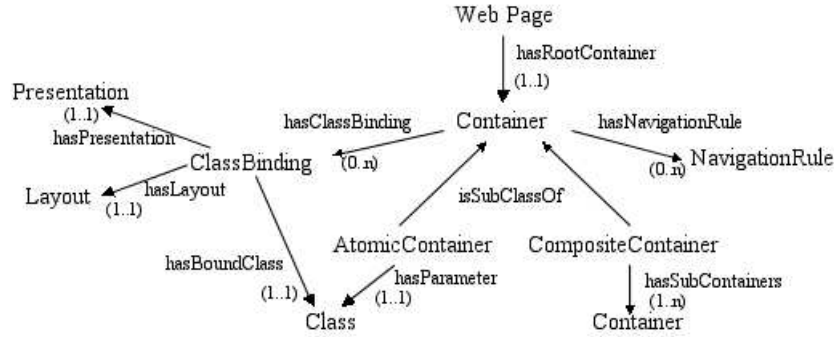 Web Page
hasRootContainer
(1..1)
Presentation
(1..1)
hasPresentation
hasClassBinding
Container
hasNavigationRule
ClassBinding
(0..n)
(0..n)
NavigationRule
Layout
hasLayout
(1..1)
isSubClassOf
AtomicContainer
CompositeContainer
hasBoundClass
(1..1)
hasParameter
(1..1)
hasSubContainers
(1..n)
Class
Container